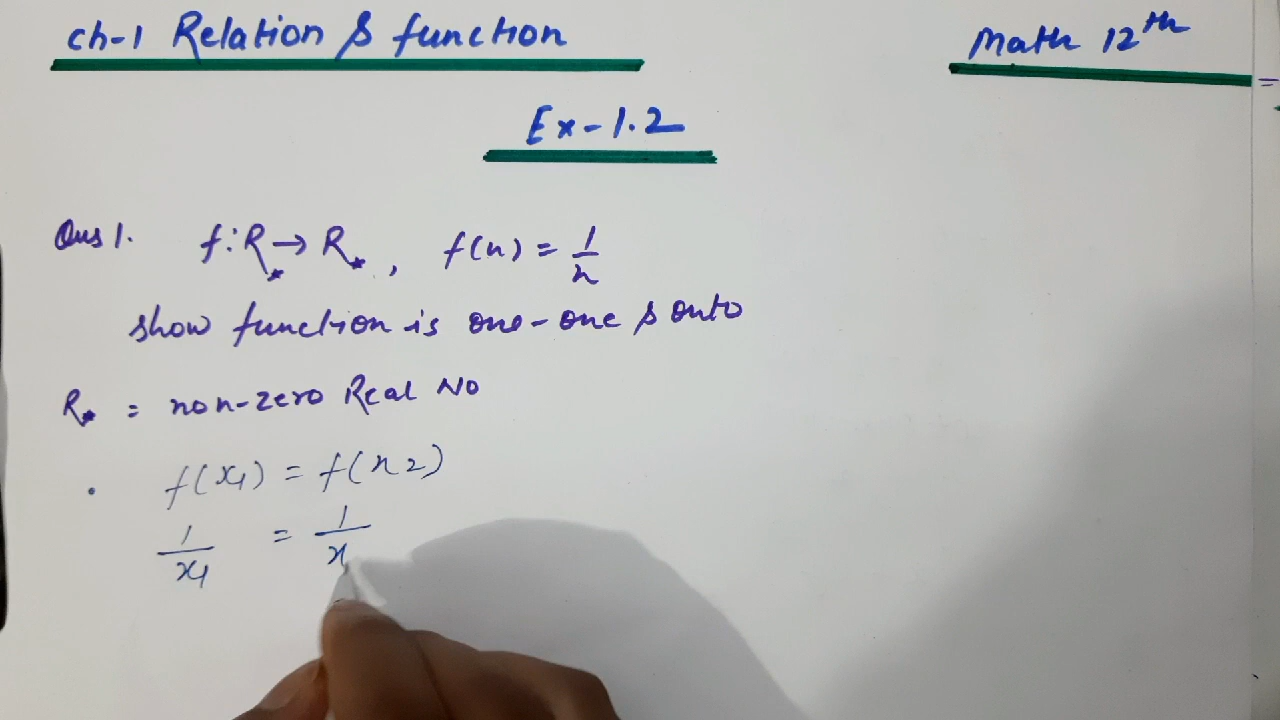 ch-1 Relation & function
Math 12th
Ex-1.2
Ques 1. f: R* → R*, f(x) = 1/x
show function is one-one & onto
R* = non-zero Real No
• f(x1) = f(x2)
1/x1 = 1/x